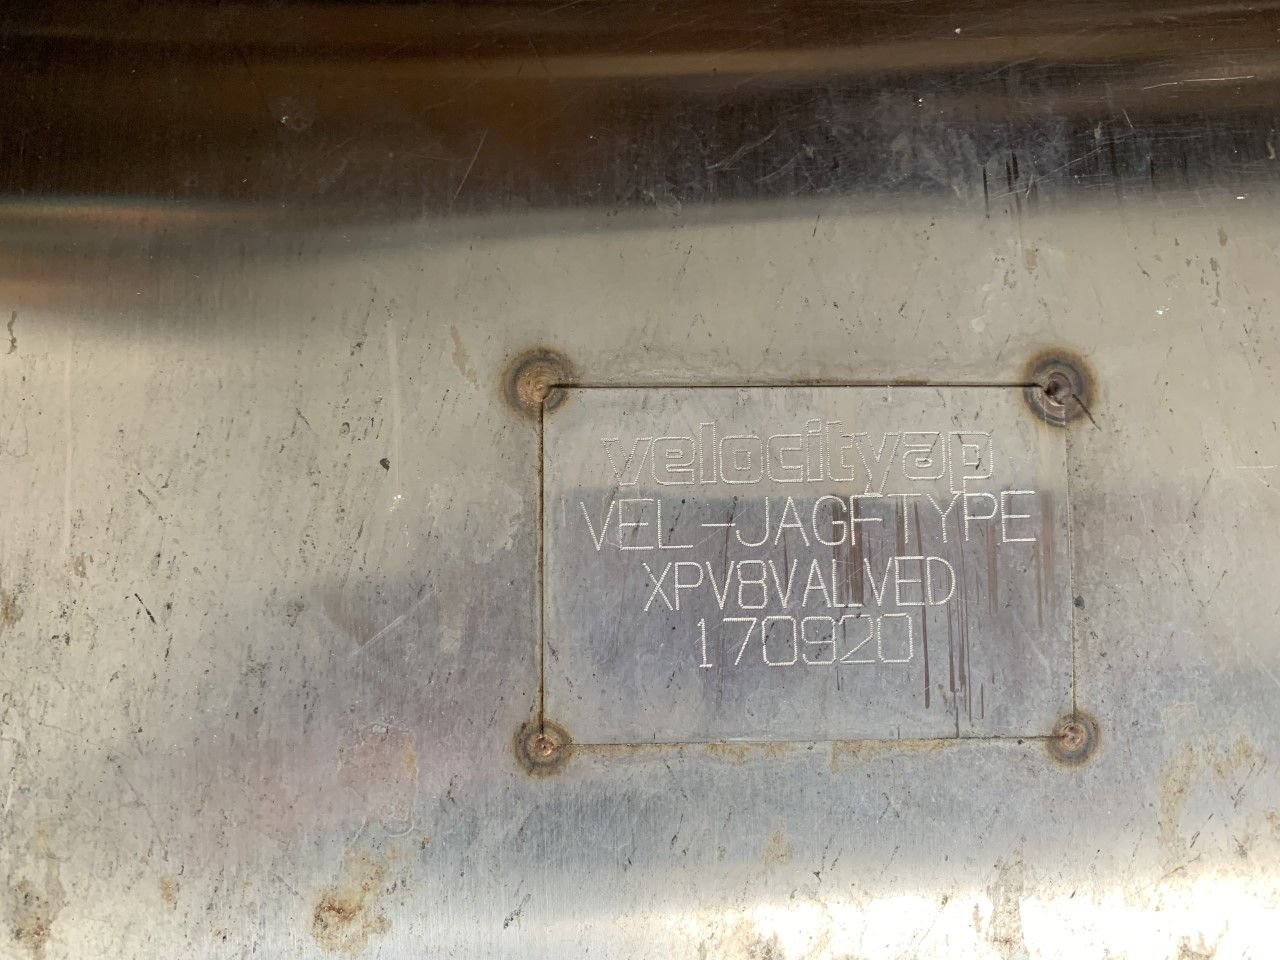 velocityap
VEL-JAGFTYPE
XPV8VALVED
170920